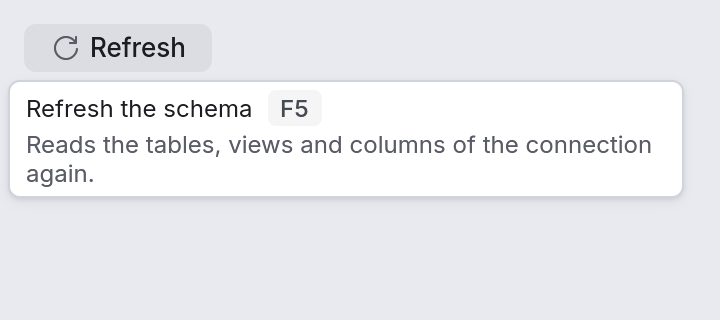 Refresh
Refresh the schema F5
Reads the tables, views and columns of the connection
again.